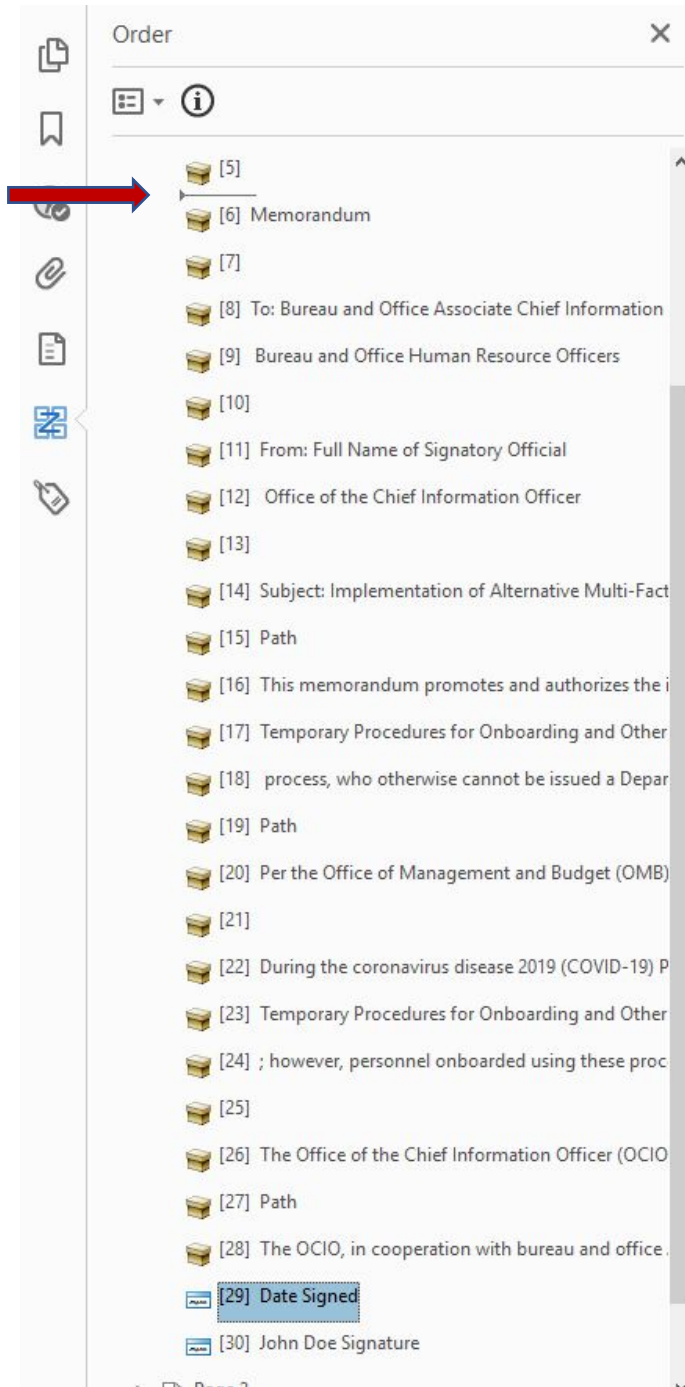 Order
[5]
[6] Memorandum
[7]
[8] To: Bureau and Office Associate Chief Information
[9] Bureau and Office Human Resource Officers
[10]
[11] From: Full Name of Signatory Official
[12] Office of the Chief Information Officer
[13]
[14] Subject: Implementation of Alternative Multi-Fact
[15] Path
[16] This memorandum promotes and authorizes the i
[17] Temporary Procedures for Onboarding and Other
[18] process, who otherwise cannot be issued a Depar
[19] Path
[20] Per the Office of Management and Budget (OMB)
[21]
[22] During the coronavirus disease 2019 (COVID-19) P
[23] Temporary Procedures for Onboarding and Other
[24] ; however, personnel onboarded using these proc
[25]
[26] The Office of the Chief Information Officer (OCIO
[27] Path
[28] The OCIO, in cooperation with bureau and office
[29] Date Signed
[30] John Doe Signature